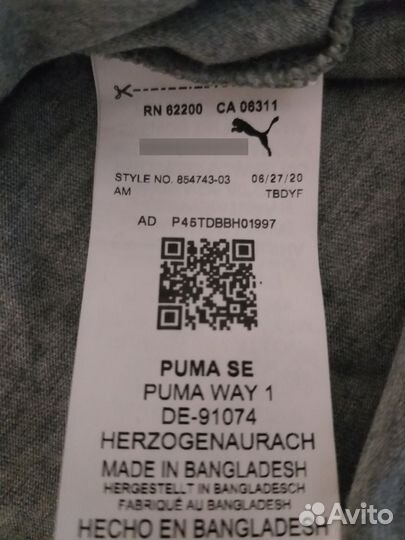 RN 62200 CA 06311
STYLE NO. 854743-03 06/27/20
AM TBDYF
AD P45TDBBH01997
PUMA SE
PUMA WAY 1
DE-91074
HERZOGENAURACH
MADE IN BANGLADESH
HERGESTELLT IN BANGLADESCH
FABRIQUÉ AU BANGLADESH
HECHO EN BANGLADESH
Avito